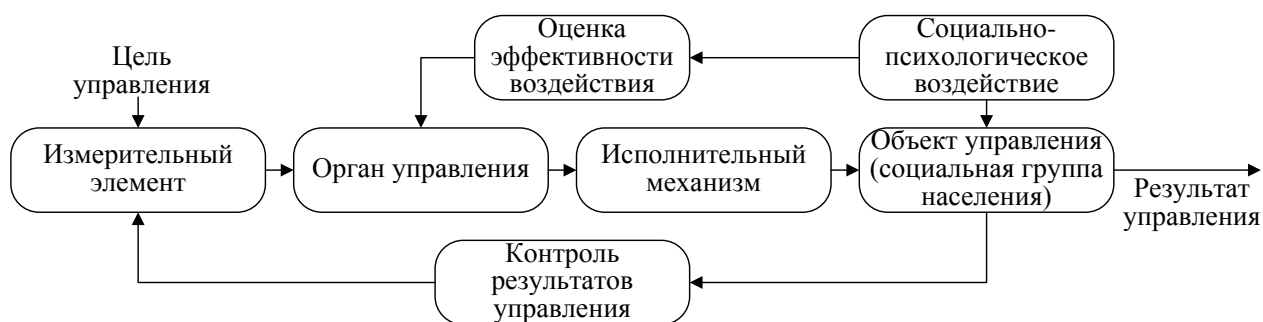 Цель
управления
Оценка
эффективности
воздействия
Социально-
психологическое
воздействие
Измерительный
элемент
Орган управления
Исполнительный
механизм
Объект управления
(социальная группа
населения)
Результат
управления
Контроль
результатов
управления